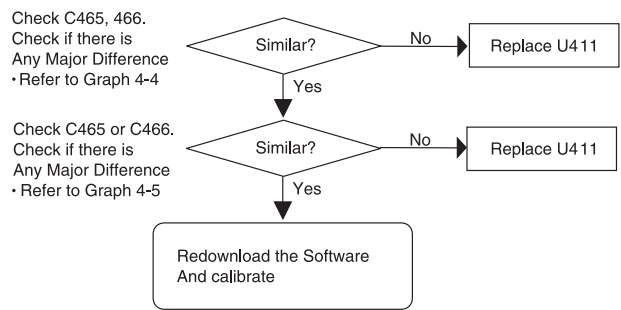 Check C465, 466.
Check if there is
Any Major Difference
• Refer to Graph 4-4
Similar?
No
Replace U411
Yes
Check C465 or C466.
Check if there is
Any Major Difference
• Refer to Graph 4-5
Similar?
No
Replace U411
Yes
Redownload the Software
And calibrate